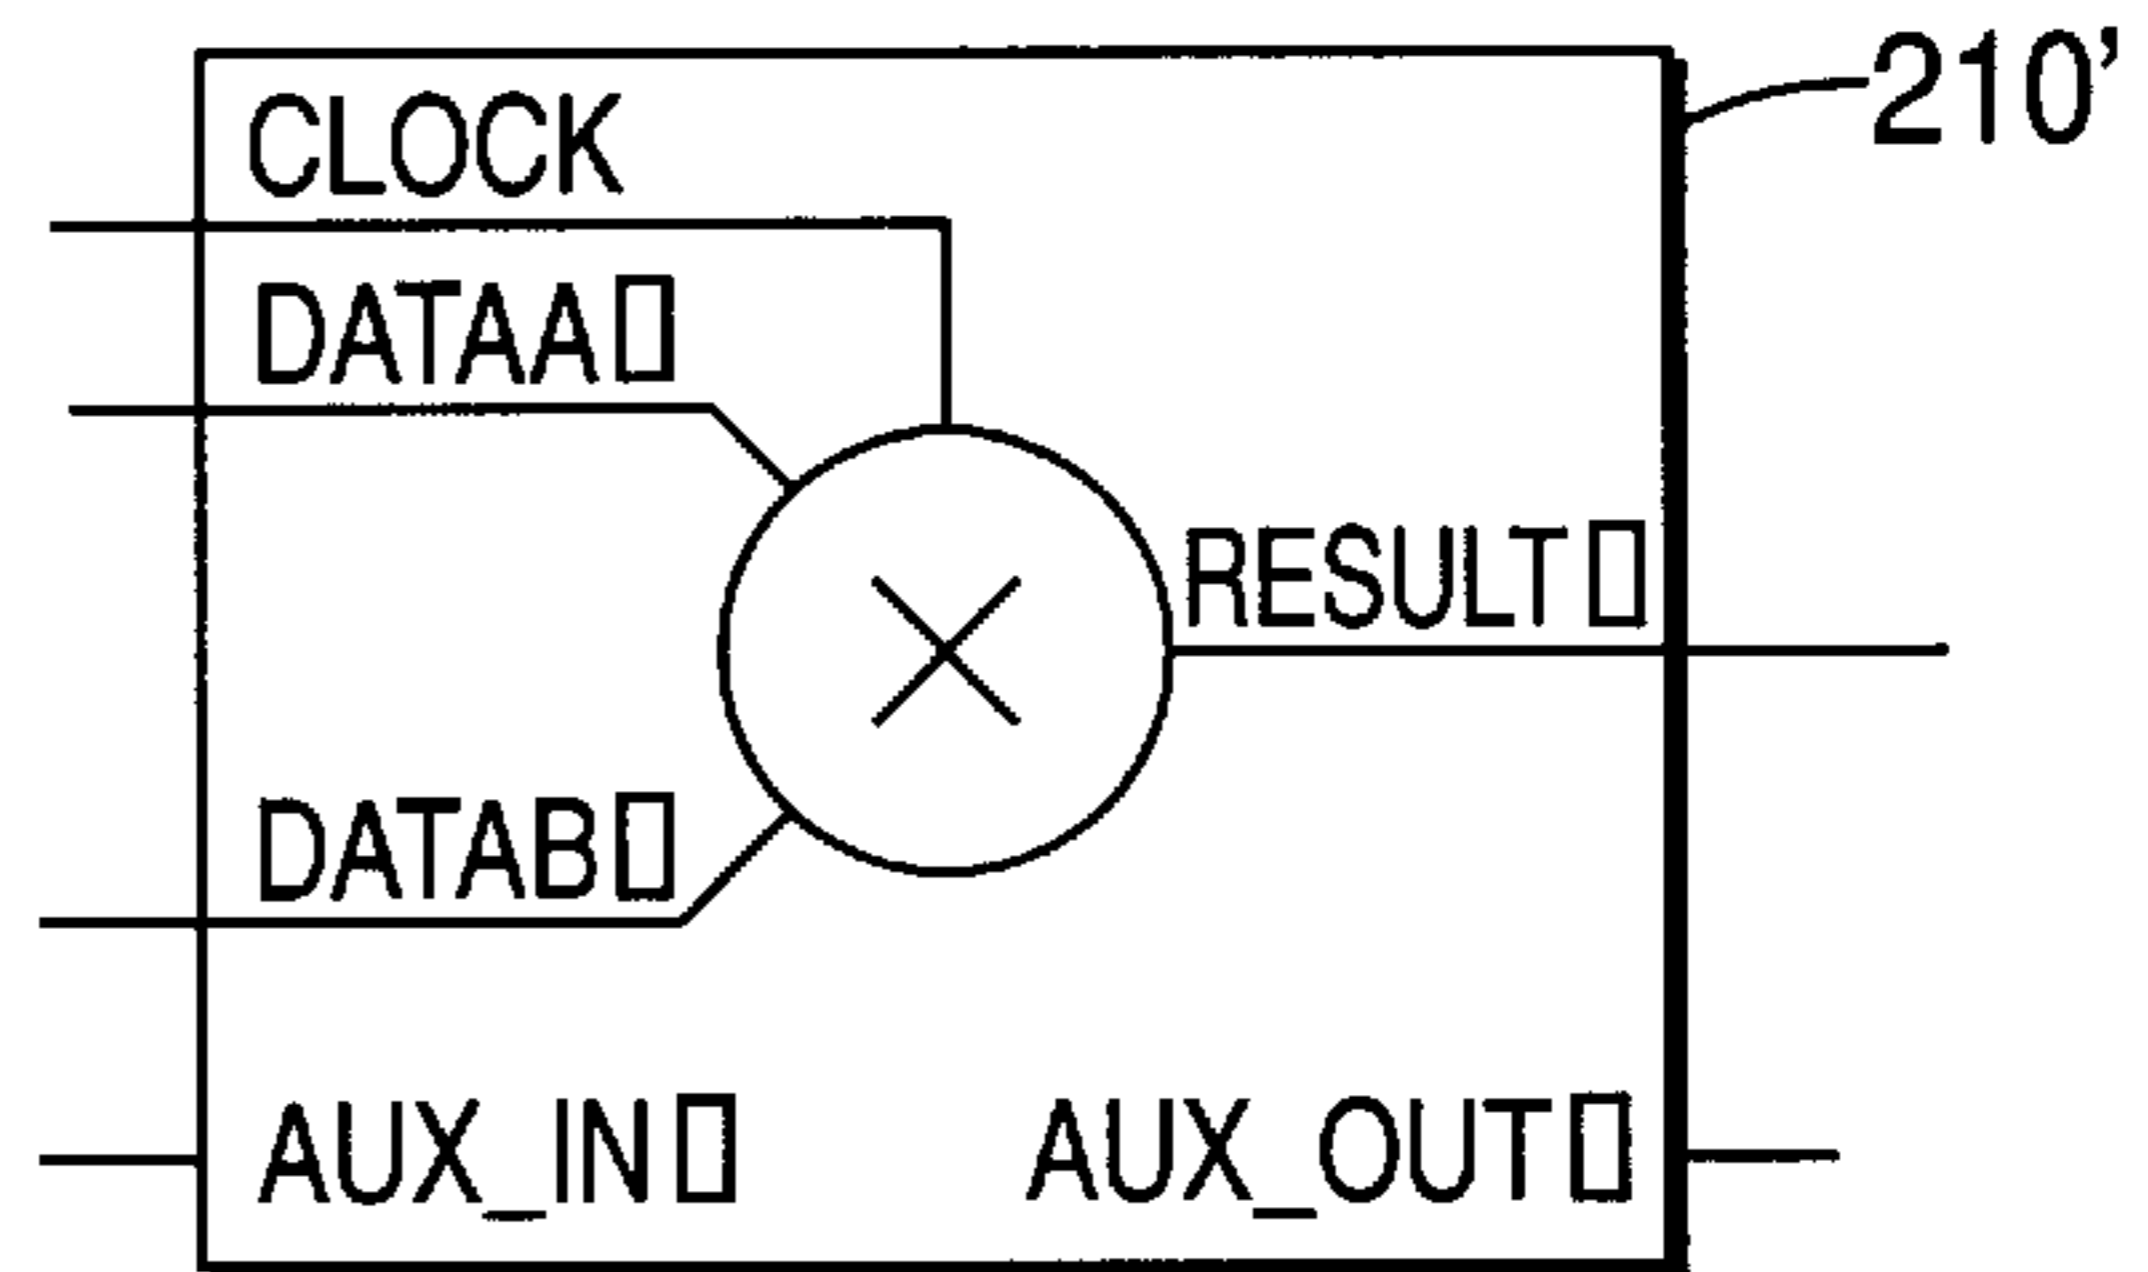 210'
CLOCK
DATAA[]
RESULT[]
DATAB[]
AUX_IN[]
AUX_OUT[]